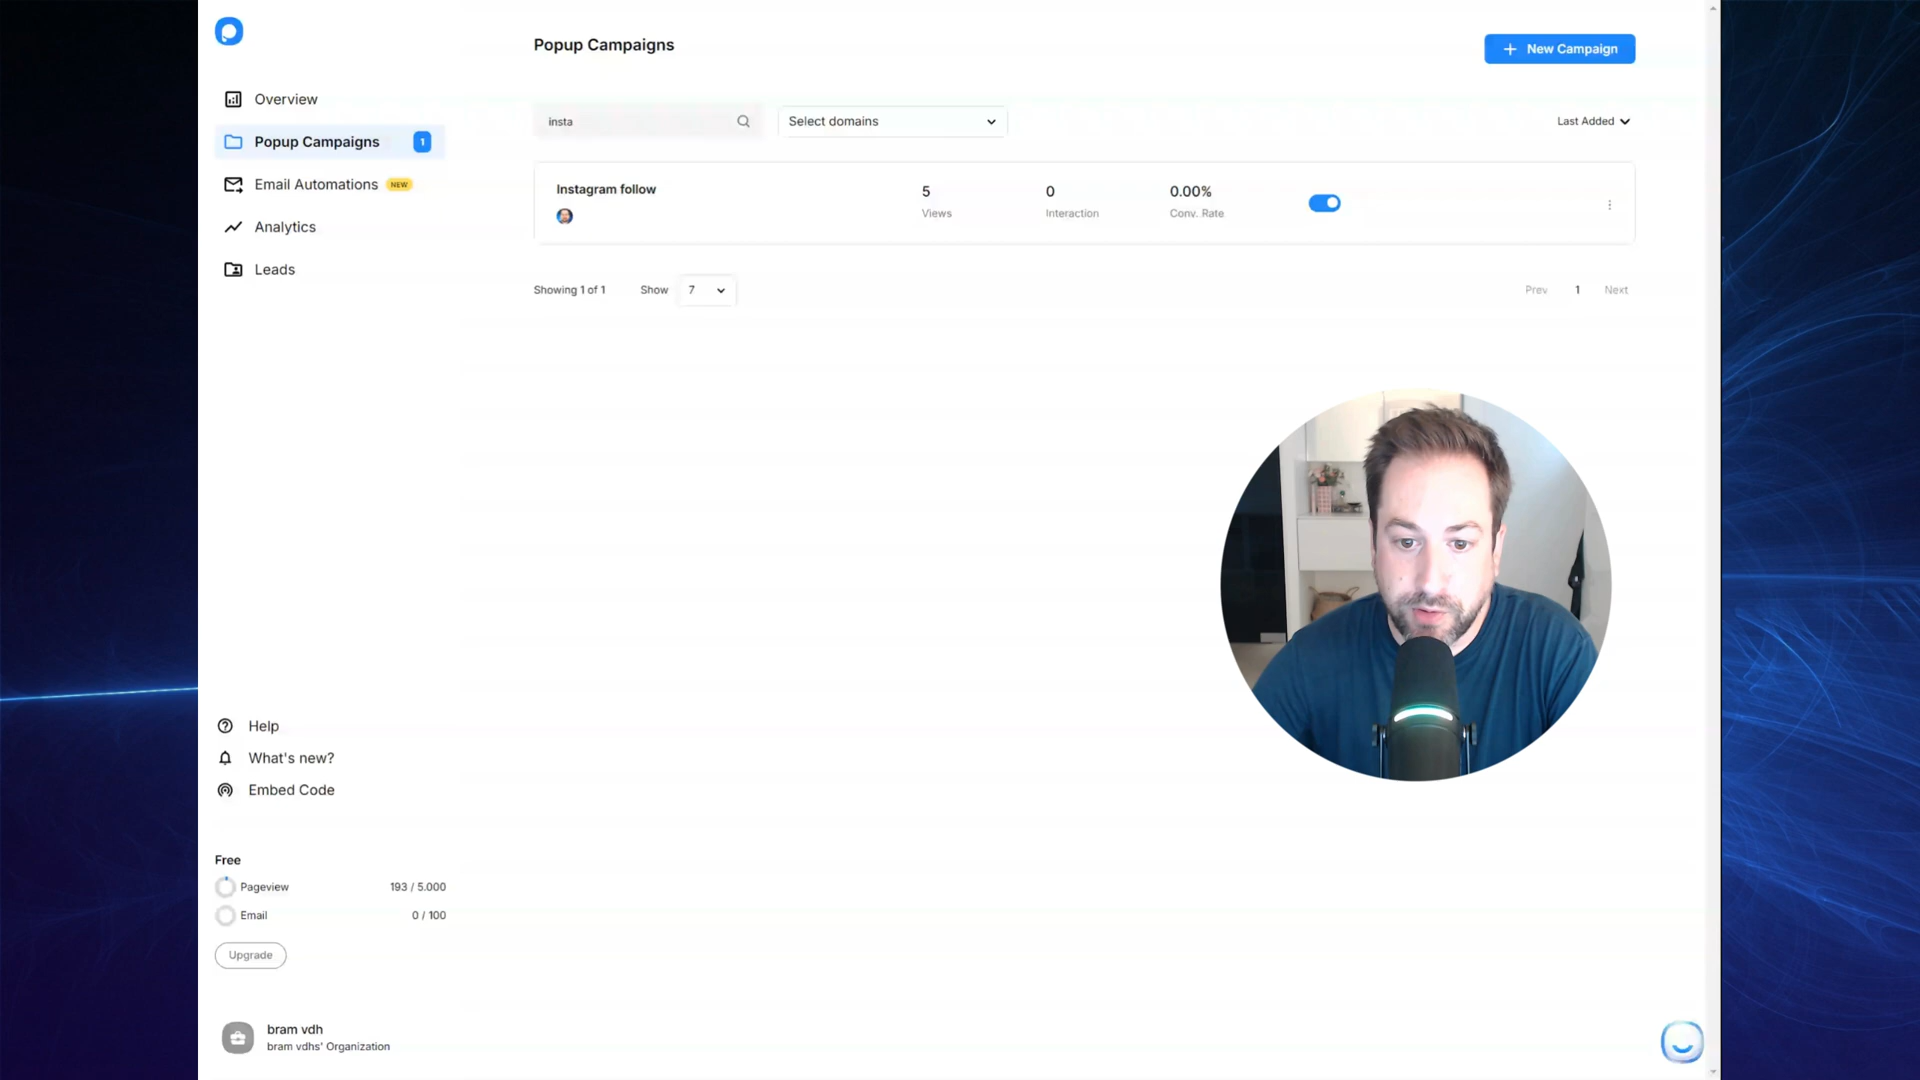 Popup Campaigns
New Campaign
Overview
Popup Campaigns 1
Email Automations NEW
Analytics
Leads
insta
Select domains
Last Added
Instagram follow
5
Views
0
Interaction
0.00%
Conv. Rate
Showing 1 of 1
Show 7
Prev 1 Next
Help
What's new?
Embed Code
Free
Pageview 193 / 5.000
Email 0 / 100
Upgrade
bram vdh
bram vdhs' Organization